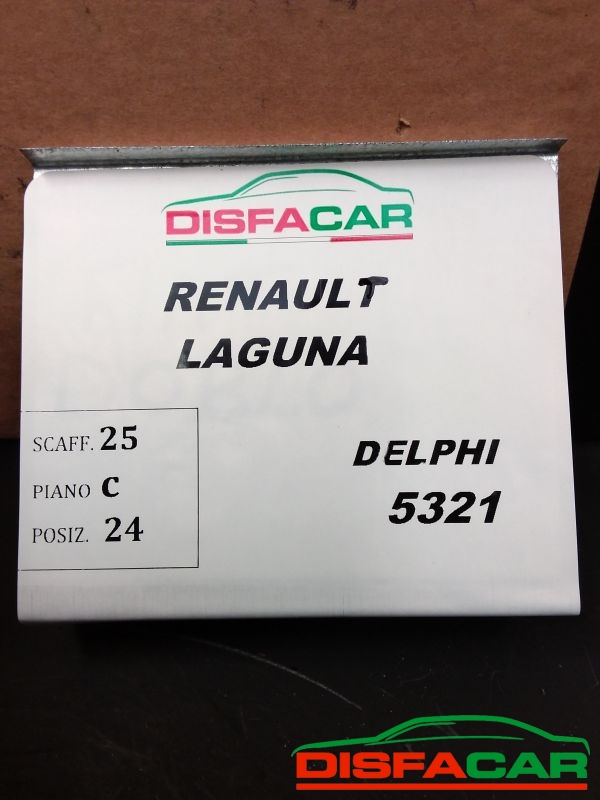 DISFACAR
RENAULT
LAGUNA
SCAFF. 25
PIANO C
POSIZ. 24
DELPHI
5321
DISFACAR